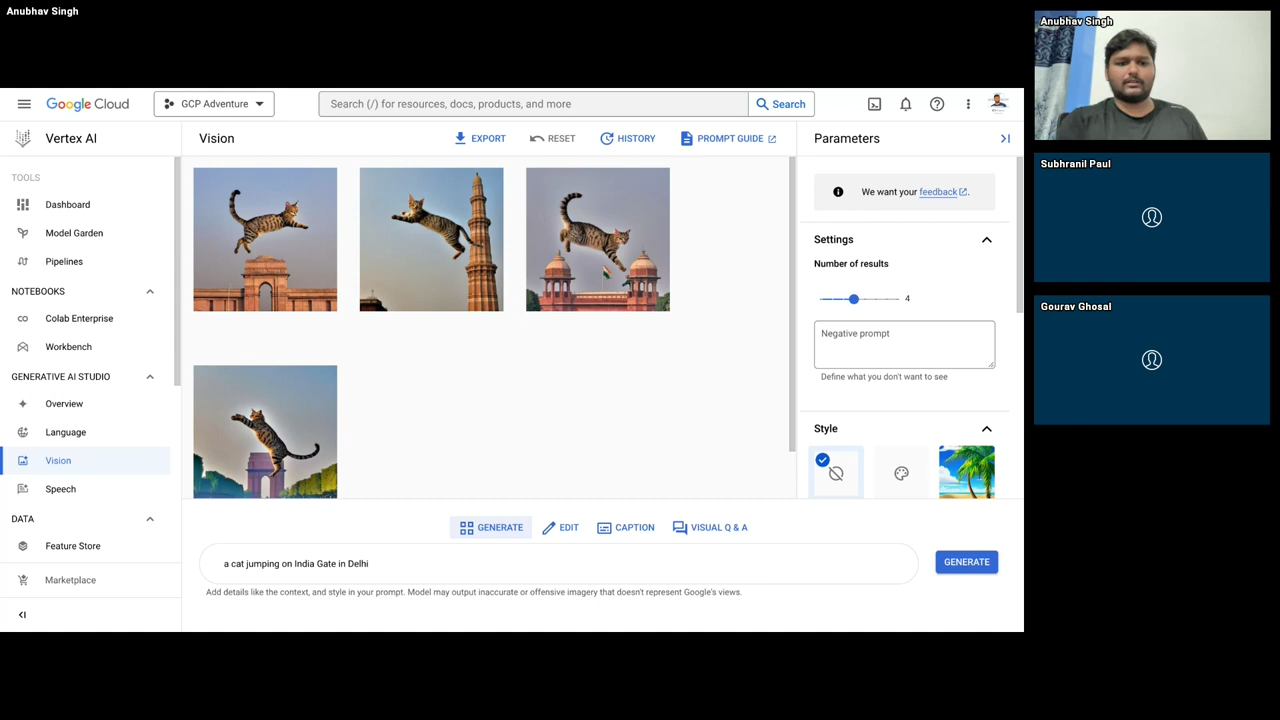 Anubhav Singh
Google Cloud
GCP Adventure
Search (/) for resources, docs, products, and more
Search
Vertex AI
TOOLS
Dashboard
Model Garden
Pipelines
NOTEBOOKS
Colab Enterprise
Workbench
GENERATIVE AI STUDIO
Overview
Language
Vision
Speech
DATA
Feature Store
Marketplace
Vision
EXPORT
RESET
HISTORY
PROMPT GUIDE
GENERATE
EDIT
CAPTION
VISUAL Q & A
a cat jumping on India Gate in Delhi
GENERATE
Add details like the context, and style in your prompt. Model may output inaccurate or offensive imagery that doesn't represent Google's views.
Parameters
We want your feedback.
Settings
Number of results
4
Negative prompt
Define what you don't want to see
Style
Anubhav Singh
Subhranil Paul
Gourav Ghosal